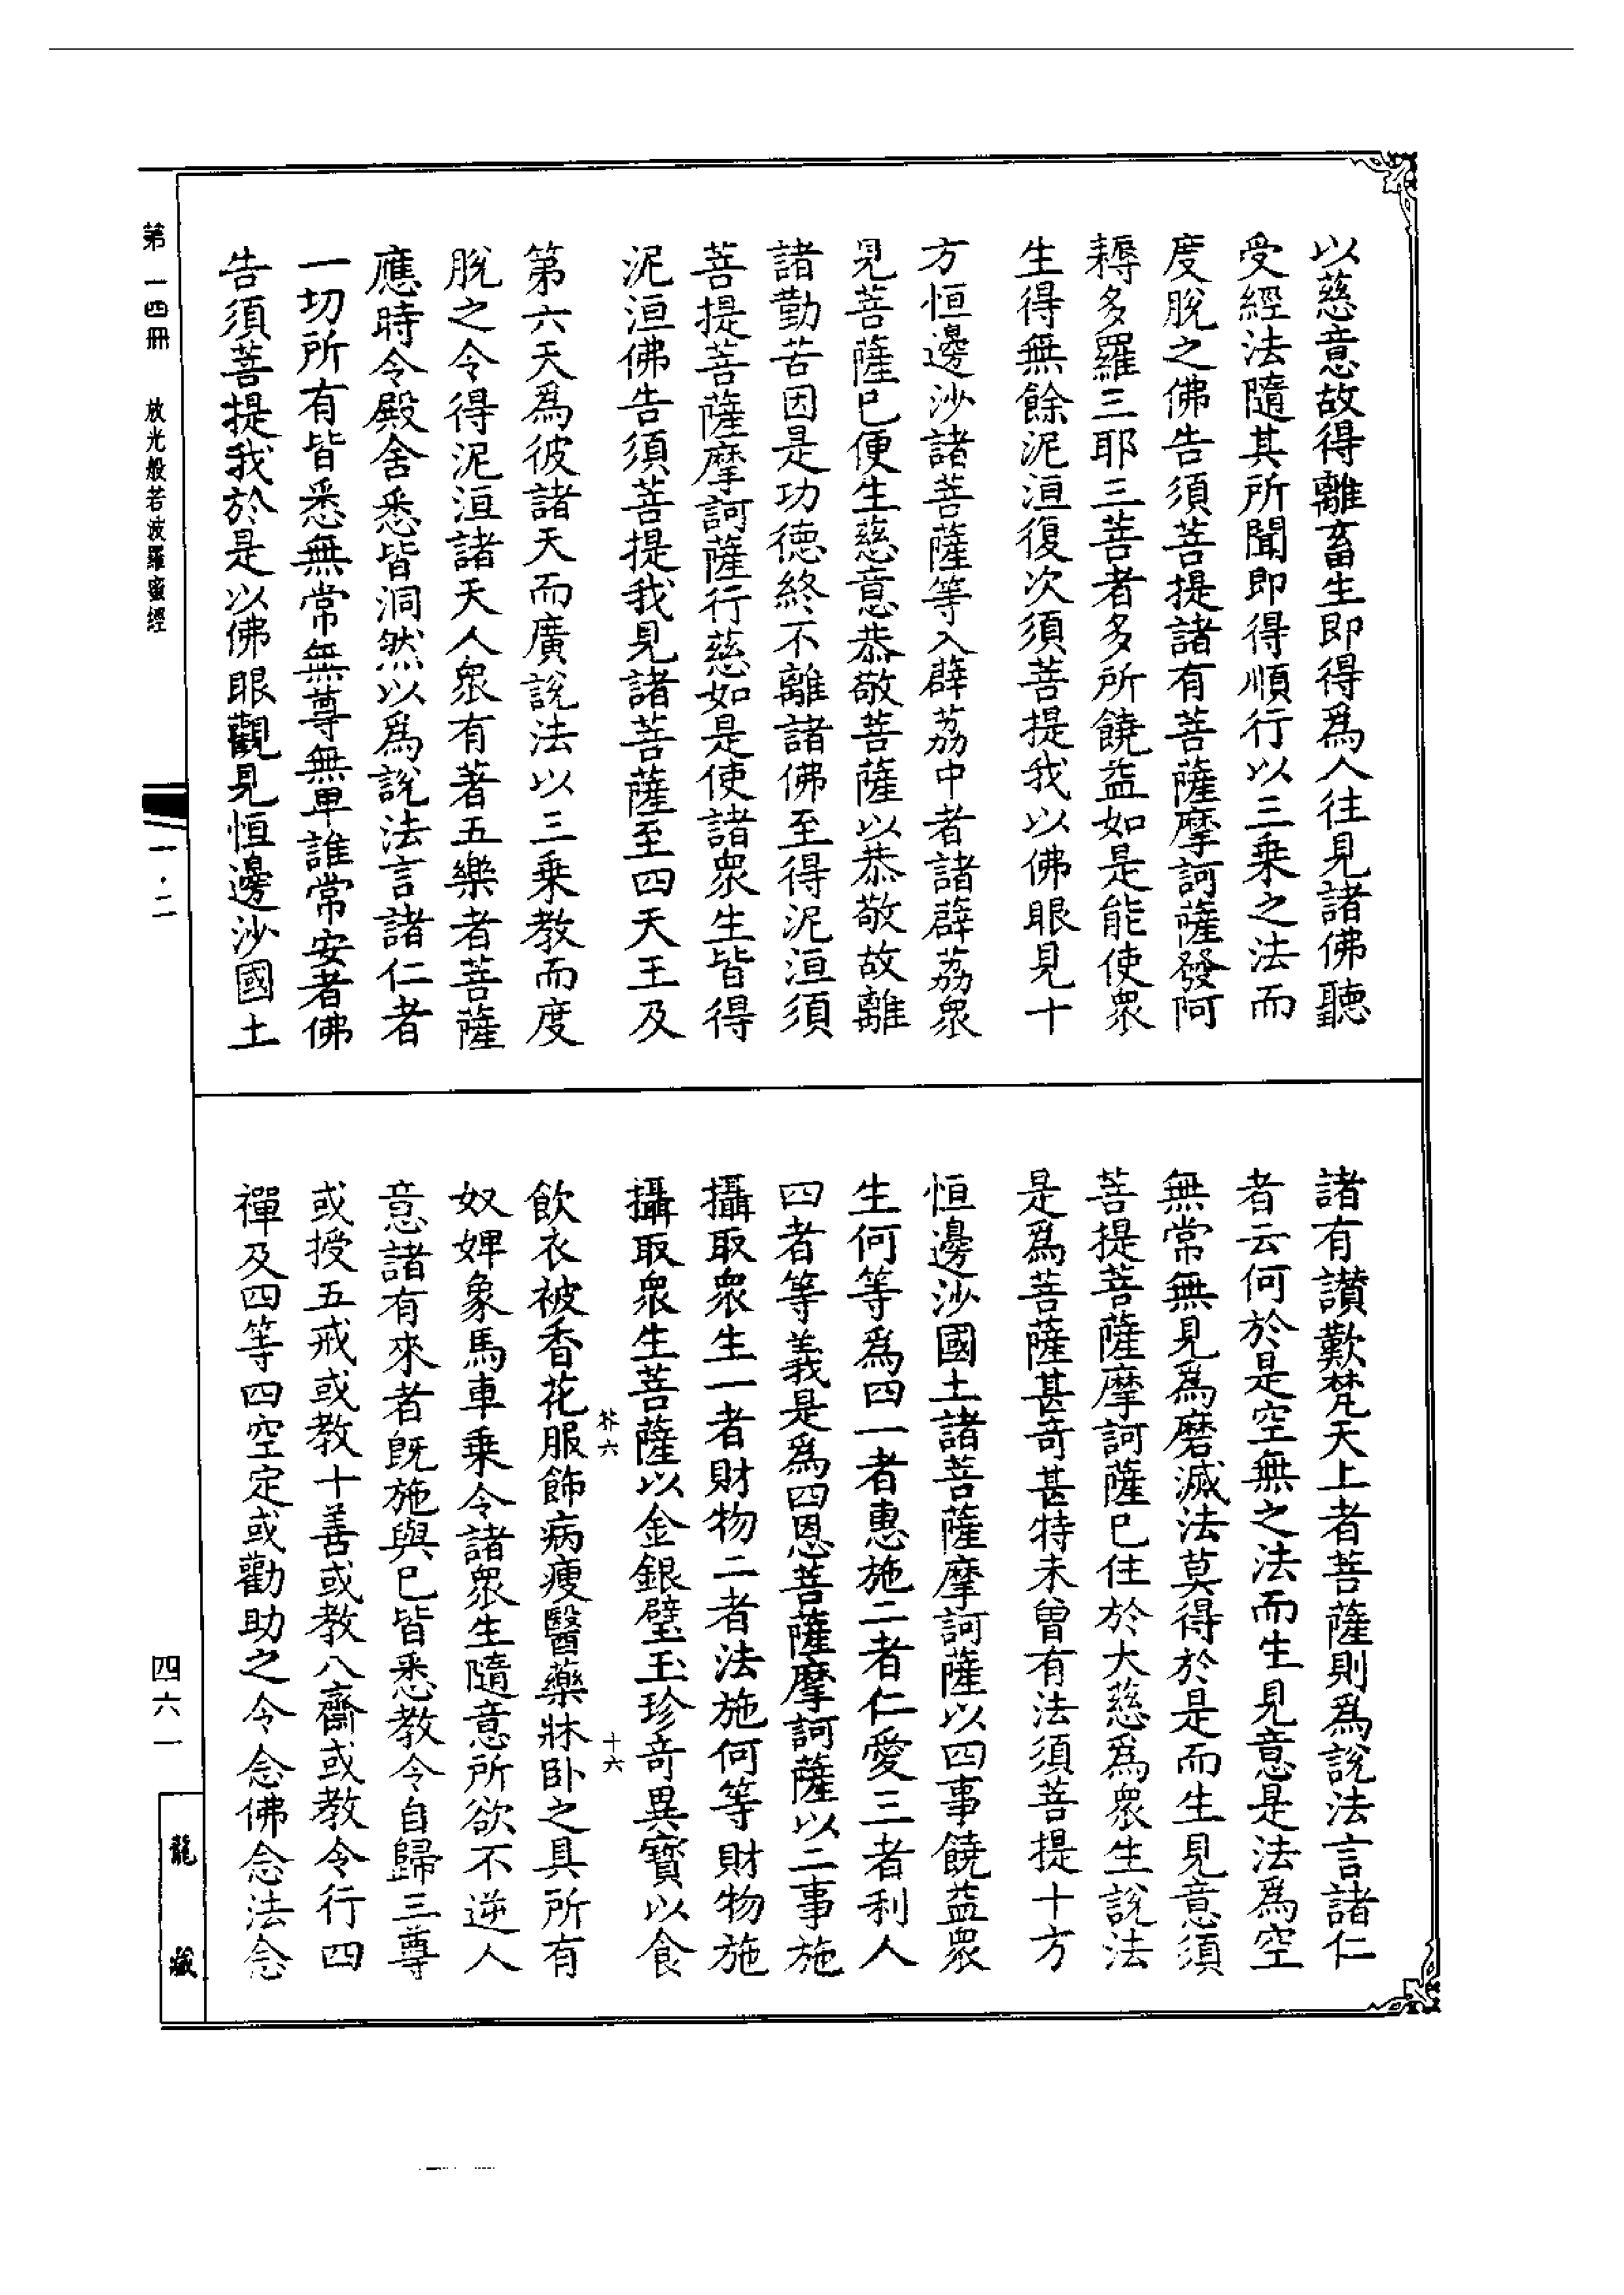 以慈意故得離畜生即得爲人往見諸佛聽
受經法隨其所聞即得順行以三乘之法而
度脫之佛告須菩提諸有菩薩摩訶薩發阿
耨多羅三耶三菩者多所饒益如是能使衆
生得無餘泥洹復次須菩提我以佛眼見十
方恒邊沙諸菩薩等入薜荔中者諸薜荔衆
見菩薩已便生慈意恭敬菩薩以恭敬故離
諸勤苦因是功德終不離諸佛至得泥洹須
菩提菩薩摩訶薩行慈如是使諸衆生皆得
泥洹佛告須菩提我見諸菩薩至四天王及
第六天爲彼諸天而廣說法以三乘教而度
脫之令得泥洹諸天人衆有著五樂者菩薩
應時令殿舍悉皆洞然以爲說法言諸仁者
一切所有皆悉無常無尊無卑誰常安者佛
告須菩提我於是以佛眼觀見恒邊沙國土
諸有讚歎梵天上者菩薩則爲說法言諸仁
者云何於是空無之法而生見意是法爲空
無常無見爲磨滅法莫得於是而生見意須
菩提菩薩摩訶薩已住於大慈爲衆生說法
是爲菩薩甚奇甚特未曾有法須菩提十方
恒邊沙國土諸菩薩摩訶薩以四事饒益衆
生何等爲四一者惠施二者仁愛三者利人
四者等義是爲四恩菩薩摩訶薩以二事施
攝取衆生一者財物二者法施何等財物施
攝取衆生菩薩以金銀璧玉珍奇異寶以食
芥六 十六
飲衣被香花服飾病瘦醫藥牀卧之具所有
奴婢象馬車乘令諸衆生隨意所欲不逆人
意諸有來者旣施與已皆悉教令自歸三尊
或授五戒或教十善或教八齋或教令行四
禪及四等四空定或勸助之令念佛念法念
第一四冊 放光般若波羅蜜經
一·二
四六一
龍藏